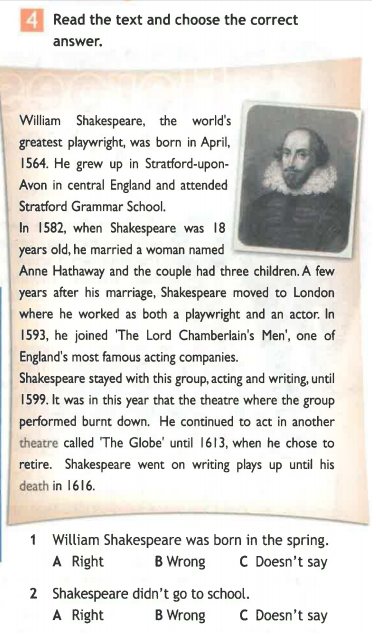 4 Read the text and choose the correct
answer.
William Shakespeare, the world's
greatest playwright, was born in April,
1564. He grew up in Stratford-upon-
Avon in central England and attended
Stratford Grammar School.
In 1582, when Shakespeare was 18
years old, he married a woman named
Anne Hathaway and the couple had three children. A few
years after his marriage, Shakespeare moved to London
where he worked as both a playwright and an actor. In
1593, he joined 'The Lord Chamberlain's Men', one of
England's most famous acting companies.
Shakespeare stayed with this group, acting and writing, until
1599. It was in this year that the theatre where the group
performed burnt down. He continued to act in another
theatre called 'The Globe' until 1613, when he chose to
retire. Shakespeare went on writing plays up until his
death in 1616.
1 William Shakespeare was born in the spring.
A Right B Wrong C Doesn't say
2 Shakespeare didn't go to school.
A Right B Wrong C Doesn't say